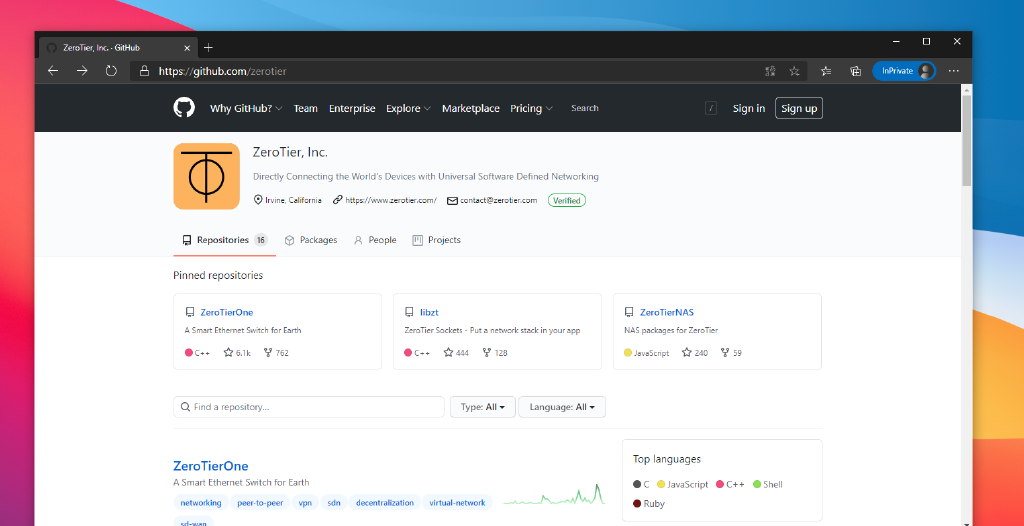 ZeroTier, Inc. · GitHub
https://github.com/zerotier
InPrivate
Why GitHub? Team Enterprise Explore Marketplace Pricing Search / Sign in Sign up
ZeroTier, Inc.
Directly Connecting the World's Devices with Universal Software Defined Networking
Irvine, California https://www.zerotier.com/ contact@zerotier.com Verified
Repositories 16 Packages People Projects
Pinned repositories
ZeroTierOne
A Smart Ethernet Switch for Earth
C++ 6.1k 762
libzt
ZeroTier Sockets - Put a network stack in your app
C++ 444 128
ZeroTierNAS
NAS packages for ZeroTier
JavaScript 240 59
Find a repository... Type: All Language: All
ZeroTierOne
A Smart Ethernet Switch for Earth
networking peer-to-peer vpn sdn decentralization virtual-network
sd-wan
Top languages
C JavaScript C++ Shell
Ruby